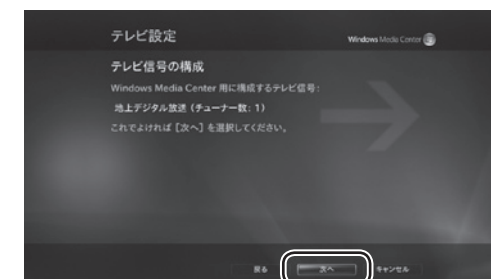 テレビ設定
Windows Media Center
テレビ信号の構成
Windows Media Center 用に構成するテレビ信号:
地上デジタル放送 (チューナー数: 1)
これでよければ [次へ] を選択してください。
戻る 次へ キャンセル